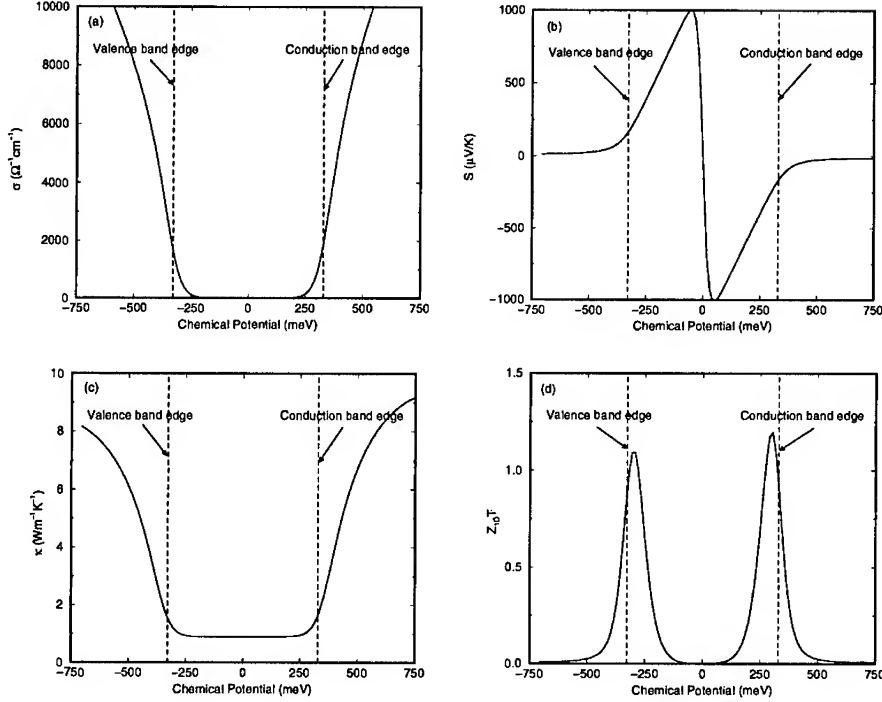 (a)
Valence band edge
Conduction band edge
10000
8000
6000
4000
2000
0
σ (Ω⁻¹cm⁻¹)
−750 −500 −250 0 250 500 750
Chemical Potential (meV)
(b)
Valence band edge
Conduction band edge
1000
500
0
−500
−1000
S (μV/K)
−750 −500 −250 0 250 500 750
Chemical Potential (meV)
(c)
Valence band edge
Conduction band edge
10
8
6
4
2
0
κ (Wm⁻¹K⁻¹)
−750 −500 −250 0 250 500 750
Chemical Potential (meV)
(d)
Valence band edge
Conduction band edge
1.5
1.0
0.5
0.0
Z₁₀T
−750 −500 −250 0 250 500 750
Chemical Potential (meV)